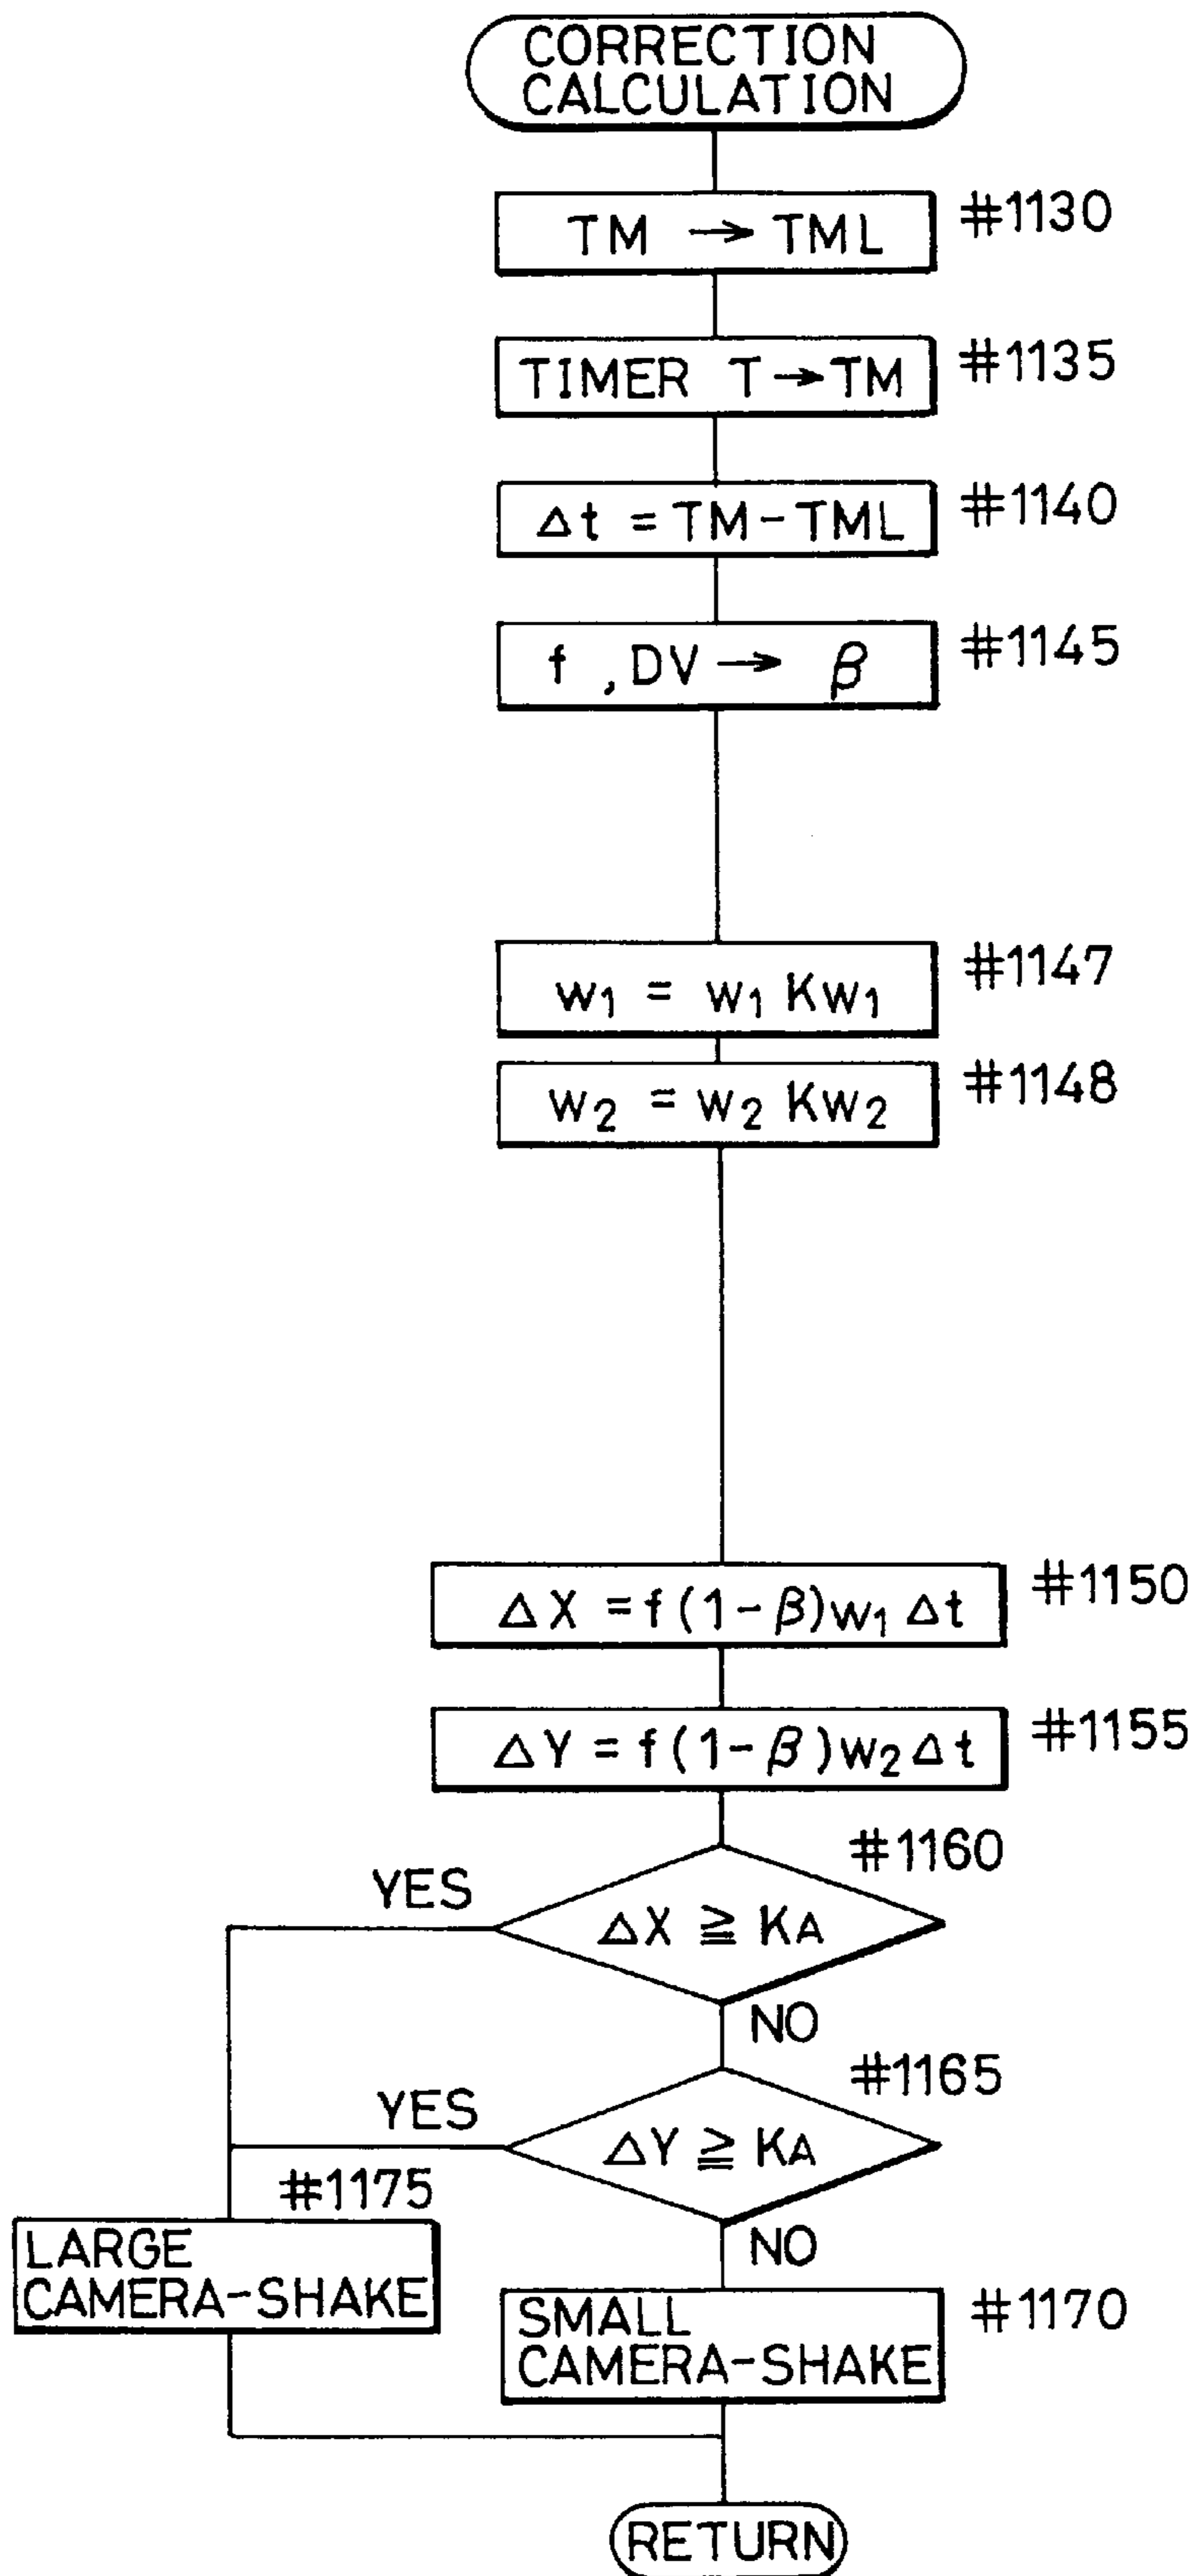 CORRECTION
CALCULATION
TM → TML #1130
TIMER T→TM #1135
Δt = TM-TML #1140
f ,DV → β #1145
w₁ = w₁ Kw₁ #1147
w₂ = w₂ Kw₂ #1148
ΔX =f(1-β)w₁ Δt #1150
ΔY =f(1-β)w₂ Δt #1155
#1160
YES
ΔX ≧ KA
NO
#1165
YES
ΔY ≧ KA
NO
#1175
LARGE
CAMERA-SHAKE
SMALL
CAMERA-SHAKE
#1170
RETURN